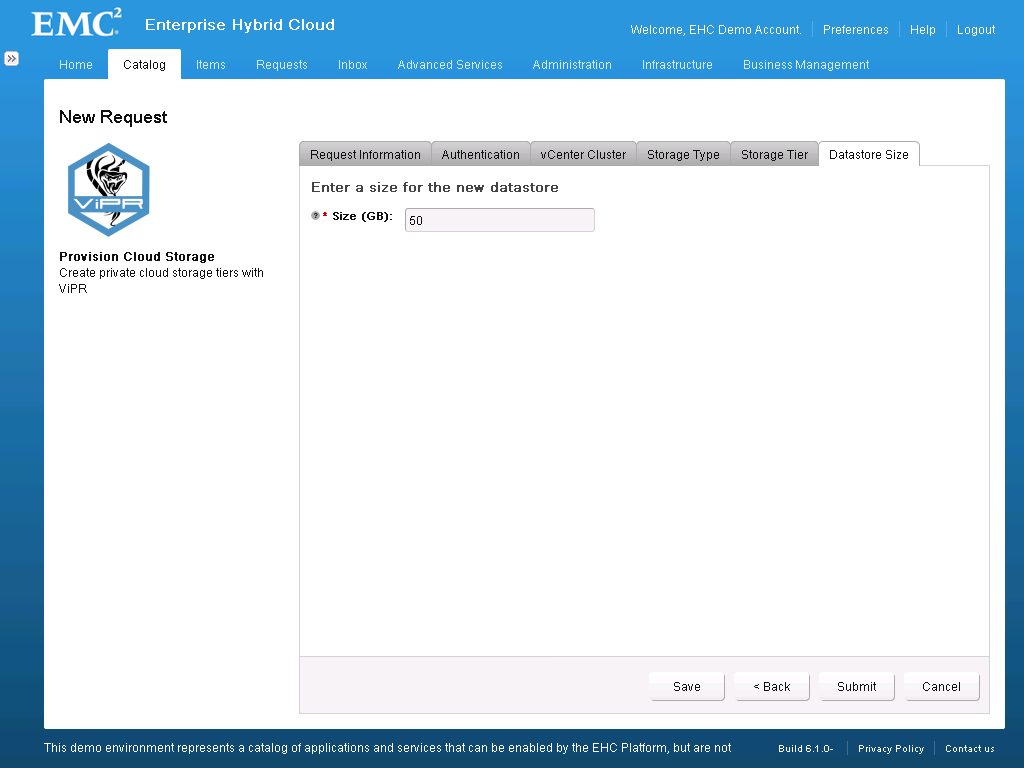 EMC²
Enterprise Hybrid Cloud
Welcome, EHC Demo Account. Preferences Help Logout
Home Catalog Items Requests Inbox Advanced Services Administration Infrastructure Business Management
New Request
ViPR
Provision Cloud Storage
Create private cloud storage tiers with
ViPR
Request Information Authentication vCenter Cluster Storage Type Storage Tier Datastore Size
Enter a size for the new datastore
? * Size (GB): 50
Save < Back Submit Cancel
This demo environment represents a catalog of applications and services that can be enabled by the EHC Platform, but are not
Build 6.1.0- Privacy Policy Contact us